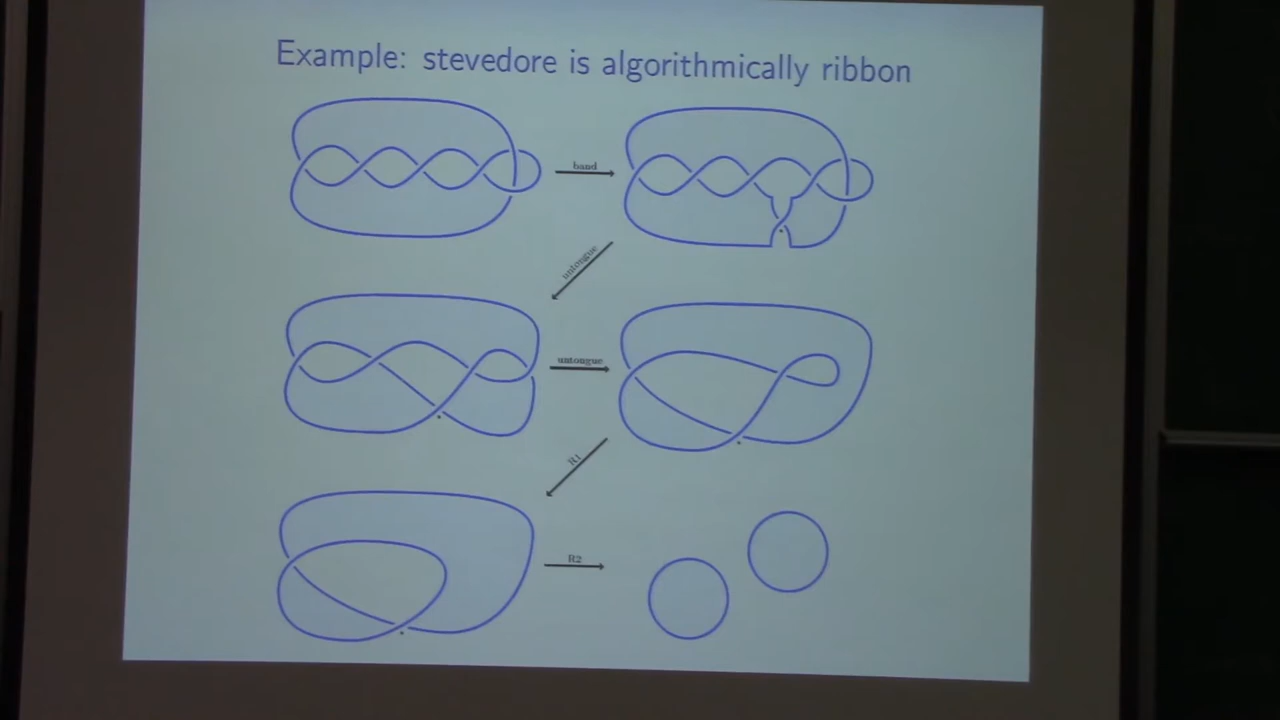 Example: stevedore is algorithmically ribbon
band
untongue
untongue
R1
R2